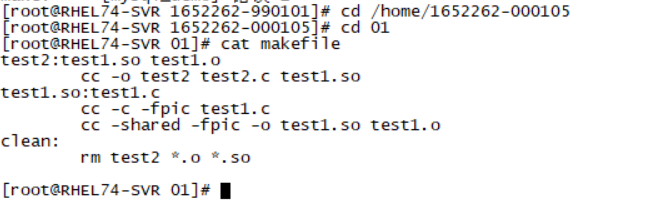 [root@RHEL74-SVR 1652262-990101]# cd /home/1652262-000105
[root@RHEL74-SVR 1652262-000105]# cd 01
[root@RHEL74-SVR 01]# cat makefile
test2:test1.so test1.o
        cc -o test2 test2.c test1.so
test1.so:test1.c
        cc -c -fpic test1.c
        cc -shared -fpic -o test1.so test1.o
clean:
        rm test2 *.o *.so
[root@RHEL74-SVR 01]#